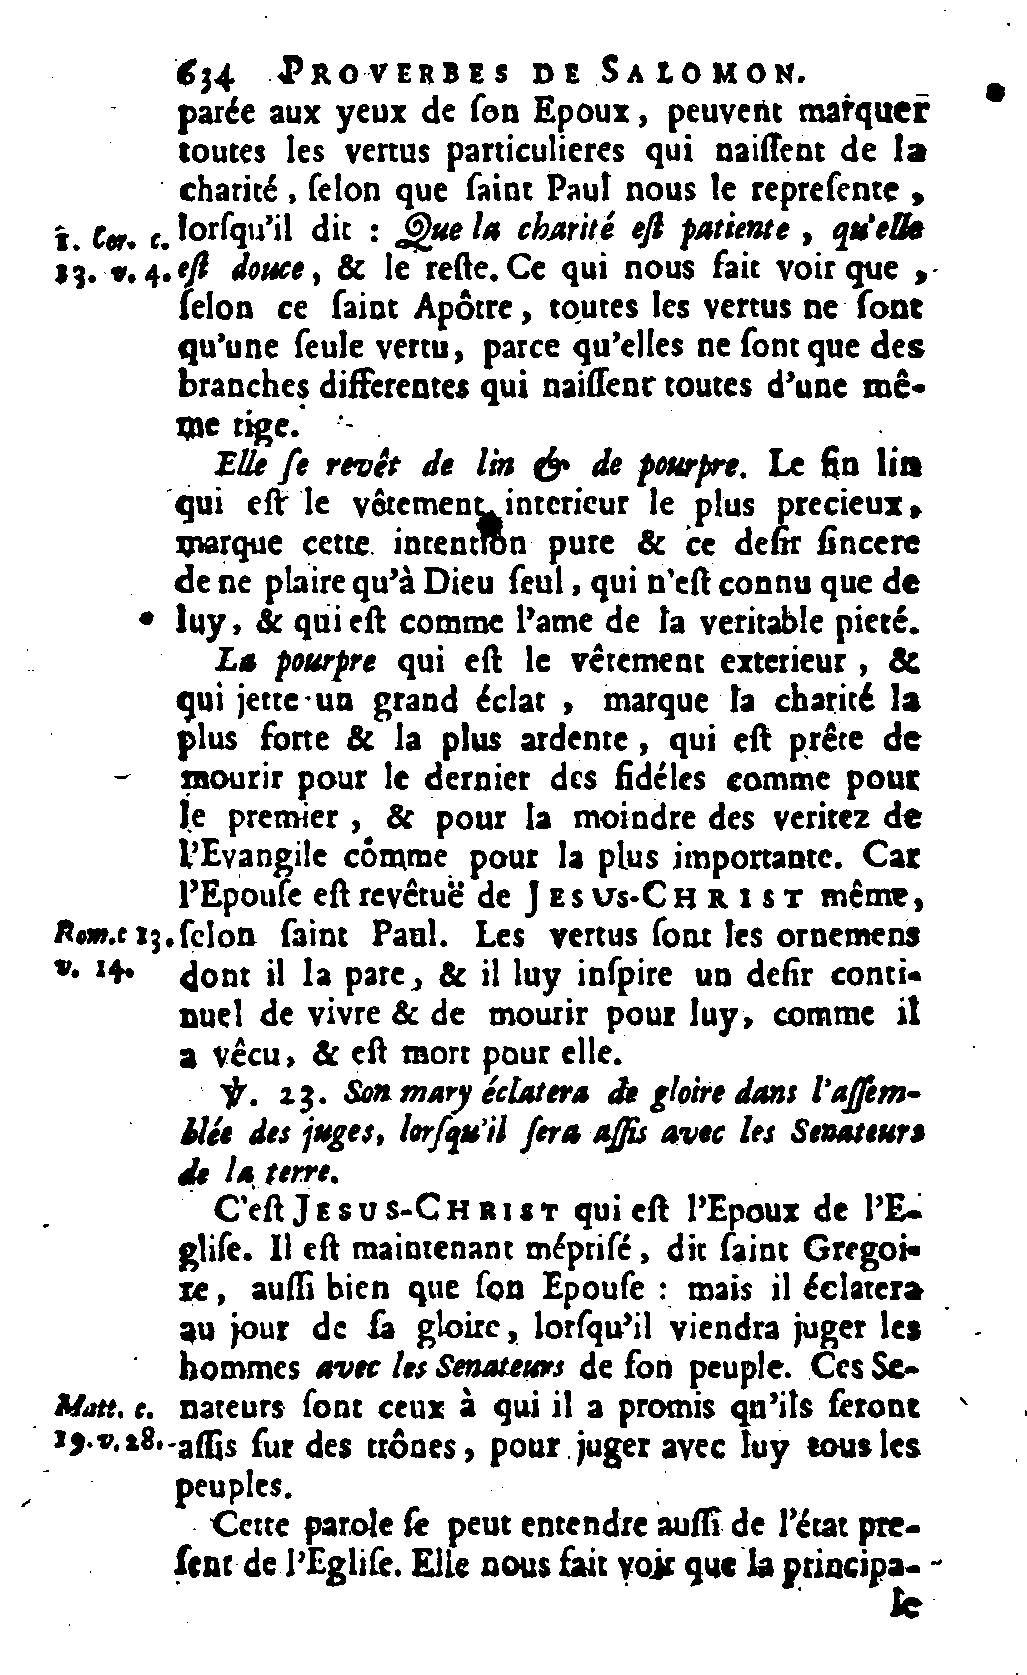 634 PROVERBES DE SALOMON.
parée aux yeux de ſon Epoux, peuvent marquer
toutes les vertus particulieres qui naiſſent de la
charité, ſelon que ſaint Paul nous le repreſente,
lorſqu'il dit : Que la charité eſt patiente, qu'elle
1. Cor. c.
13. v. 4.
eſt douce, & le reſte. Ce qui nous fait voir que,
ſelon ce ſaint Apôtre, toutes les vertus ne ſont
qu'une ſeule vertu, parce qu'elles ne ſont que des
branches differentes qui naiſſent toutes d'une mê-
me tige.
Elle ſe revêt de lin & de pourpre. Le fin lin
qui eſt le vêtement interieur le plus precieux,
marque cette intention pure & ce deſir ſincere
de ne plaire qu'à Dieu ſeul, qui n'eſt connu que de
luy, & qui eſt comme l'ame de la veritable pieté.
La pourpre qui eſt le vêtement exterieur, &
qui jette un grand éclat, marque la charité la
plus forte & la plus ardente, qui eſt prête de
mourir pour le dernier des fidéles comme pour
le premier, & pour la moindre des veritez de
l'Evangile comme pour la plus importante. Car
l'Epouſe eſt revêtuë de JESUS-CHRIST même,
Rom. c 13.
v. 14.
ſelon ſaint Paul. Les vertus ſont les ornemens
dont il la pare, & il luy inſpire un deſir conti-
nuel de vivre & de mourir pour luy, comme il
a vêcu, & eſt mort pour elle.
℣. 23. Son mary éclatera de gloire dans l'aſſem-
blée des juges, lorſqu'il ſera aſſis avec les Senateurs
de la terre.
C'eſt JESUS-CHRIST qui eſt l'Epoux de l'E-
gliſe. Il eſt maintenant mépriſé, dit ſaint Gregoi-
re, auſſi bien que ſon Epouſe : mais il éclatera
au jour de ſa gloire, lorſqu'il viendra juger les
hommes avec les Senateurs de ſon peuple. Ces Se-
Matt. c.
19. v. 28.
nateurs ſont ceux à qui il a promis qu'ils ſeront
aſſis ſur des trônes, pour juger avec luy tous les
peuples.
Cette parole ſe peut entendre auſſi de l'état pre-
ſent de l'Egliſe. Elle nous fait voir que la principa-
le